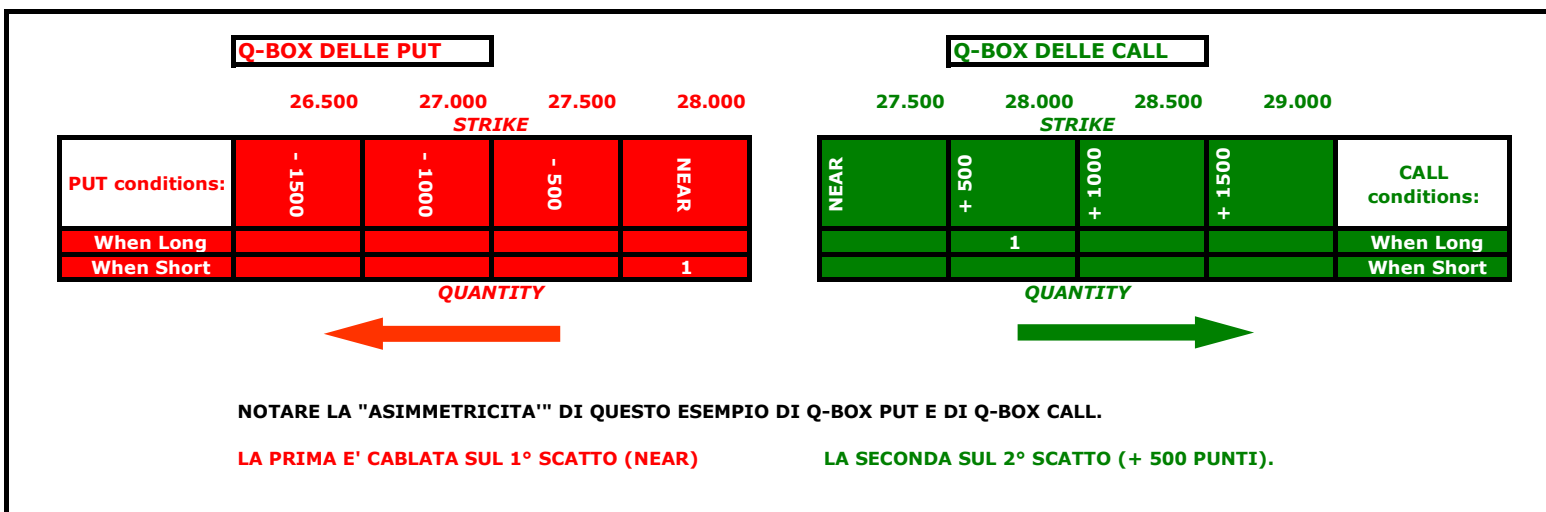 Q-BOX DELLE PUT
Q-BOX DELLE CALL
26.500 27.000 27.500 28.000
27.500 28.000 28.500 29.000
STRIKE
STRIKE
PUT conditions:
- 1500
- 1000
- 500
NEAR
NEAR
+ 500
+ 1000
+ 1500
CALL
conditions:
When Long
1
When Long
When Short
1
When Short
QUANTITY
QUANTITY
NOTARE LA "ASIMMETRICITA'" DI QUESTO ESEMPIO DI Q-BOX PUT E DI Q-BOX CALL.
LA PRIMA E' CABLATA SUL 1° SCATTO (NEAR)
LA SECONDA SUL 2° SCATTO (+ 500 PUNTI).